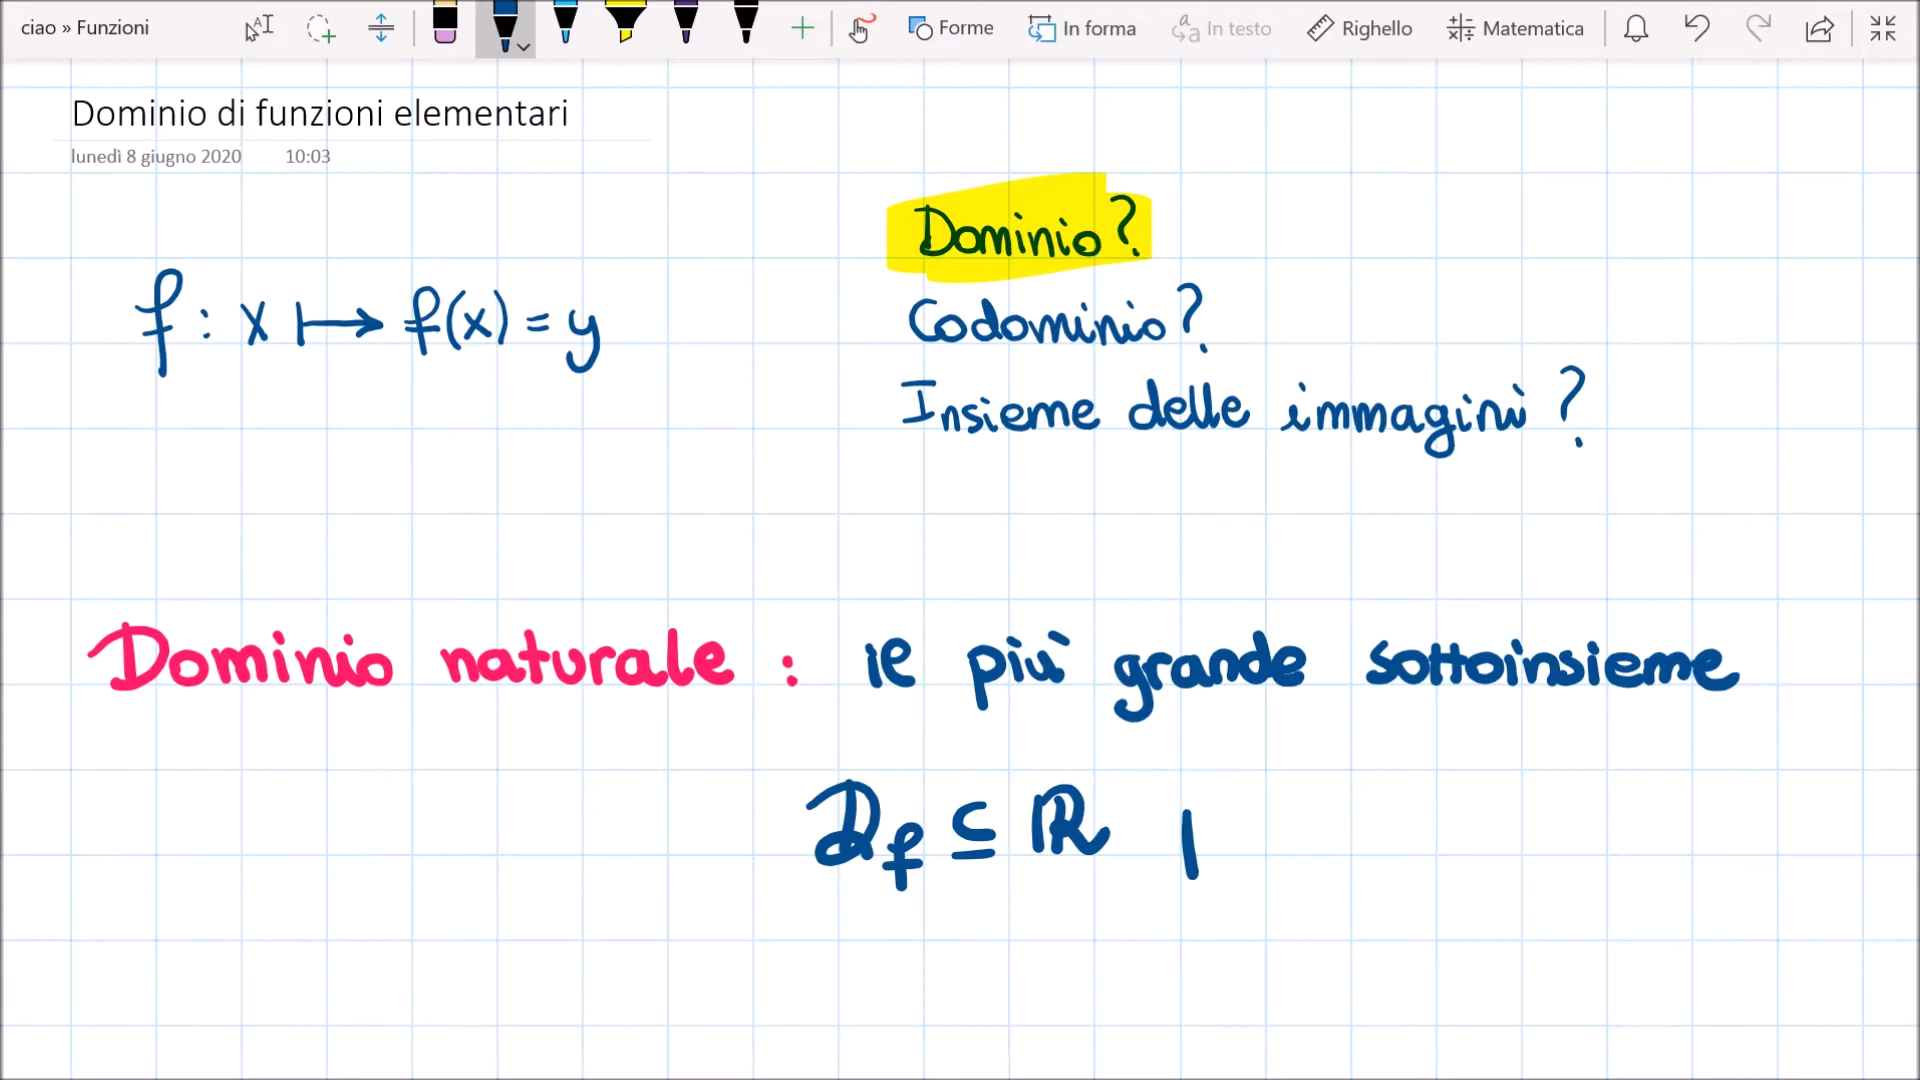 ciao » Funzioni
Forme
In forma
In testo
Righello
Matematica
Dominio di funzioni elementari
lunedì 8 giugno 2020 10:03
Dominio?
f : x ↦ f(x) = y
Codominio?
Insieme delle immagini?
Dominio naturale : il più grande sottoinsieme
D_f ⊆ ℝ |